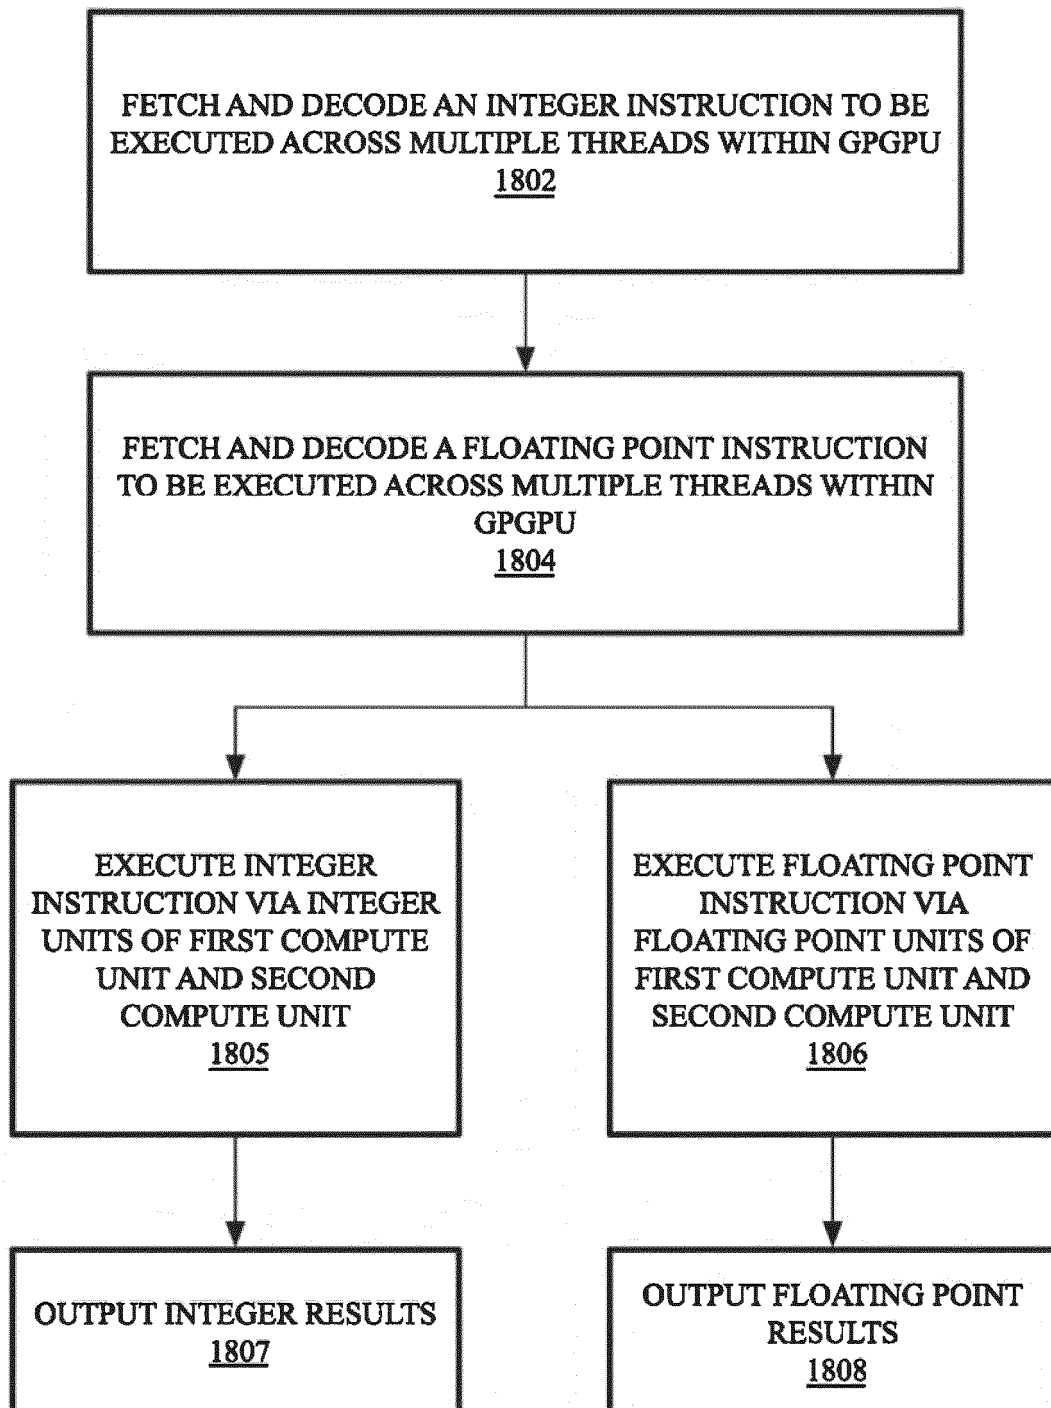 FETCH AND DECODE AN INTEGER INSTRUCTION TO BE
EXECUTED ACROSS MULTIPLE THREADS WITHIN GPGPU
1802
FETCH AND DECODE A FLOATING POINT INSTRUCTION
TO BE EXECUTED ACROSS MULTIPLE THREADS WITHIN
GPGPU
1804
EXECUTE INTEGER
INSTRUCTION VIA INTEGER
UNITS OF FIRST COMPUTE
UNIT AND SECOND
COMPUTE UNIT
1805
EXECUTE FLOATING POINT
INSTRUCTION VIA
FLOATING POINT UNITS OF
FIRST COMPUTE UNIT AND
SECOND COMPUTE UNIT
1806
OUTPUT INTEGER RESULTS
1807
OUTPUT FLOATING POINT
RESULTS
1808